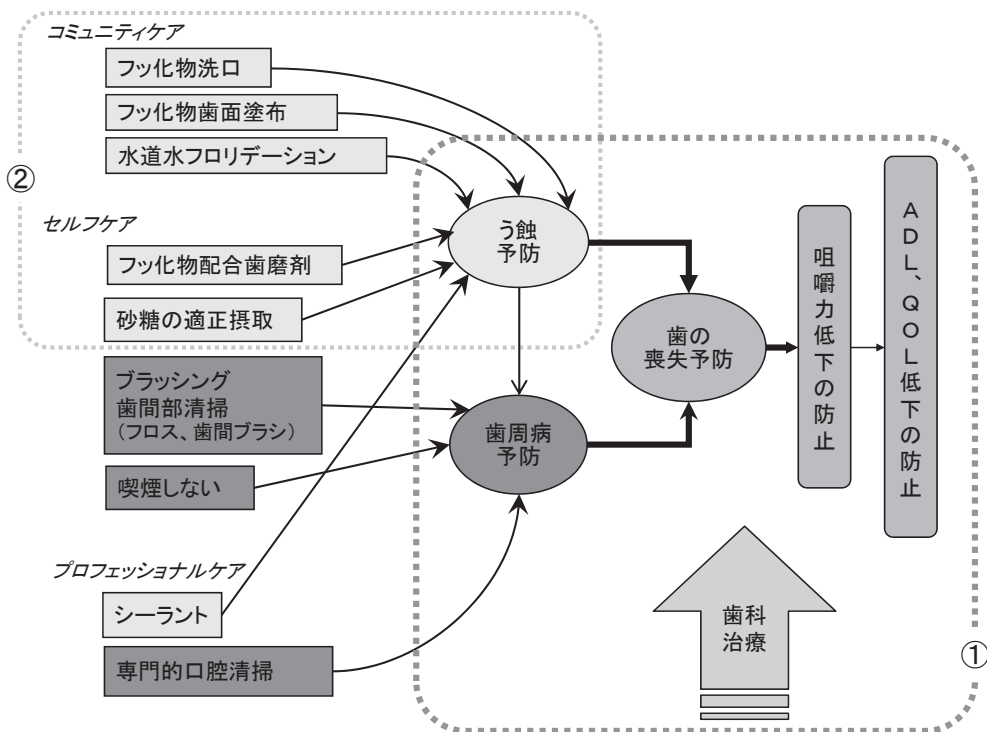 コミュニティケア
フッ化物洗口
フッ化物歯面塗布
水道水フロリデーション
②
セルフケア
フッ化物配合歯磨剤
砂糖の適正摂取
ブラッシング
歯間部清掃
(フロス、歯間ブラシ)
喫煙しない
プロフェッショナルケア
シーラント
専門的口腔清掃
う蝕
予防
歯周病
予防
歯の
喪失予防
咀嚼力低下の防止
ADL、QOL低下の防止
歯科
治療
①